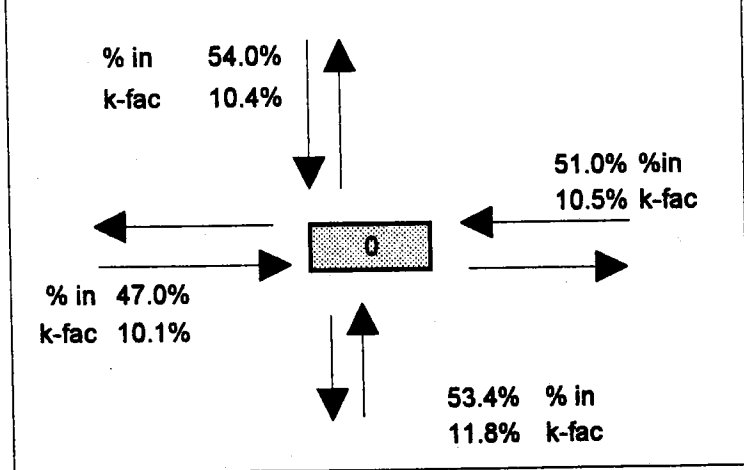 % in 54.0%
k-fac 10.4%
51.0% %in
10.5% k-fac
0
% in 47.0%
k-fac 10.1%
53.4% % in
11.8% k-fac